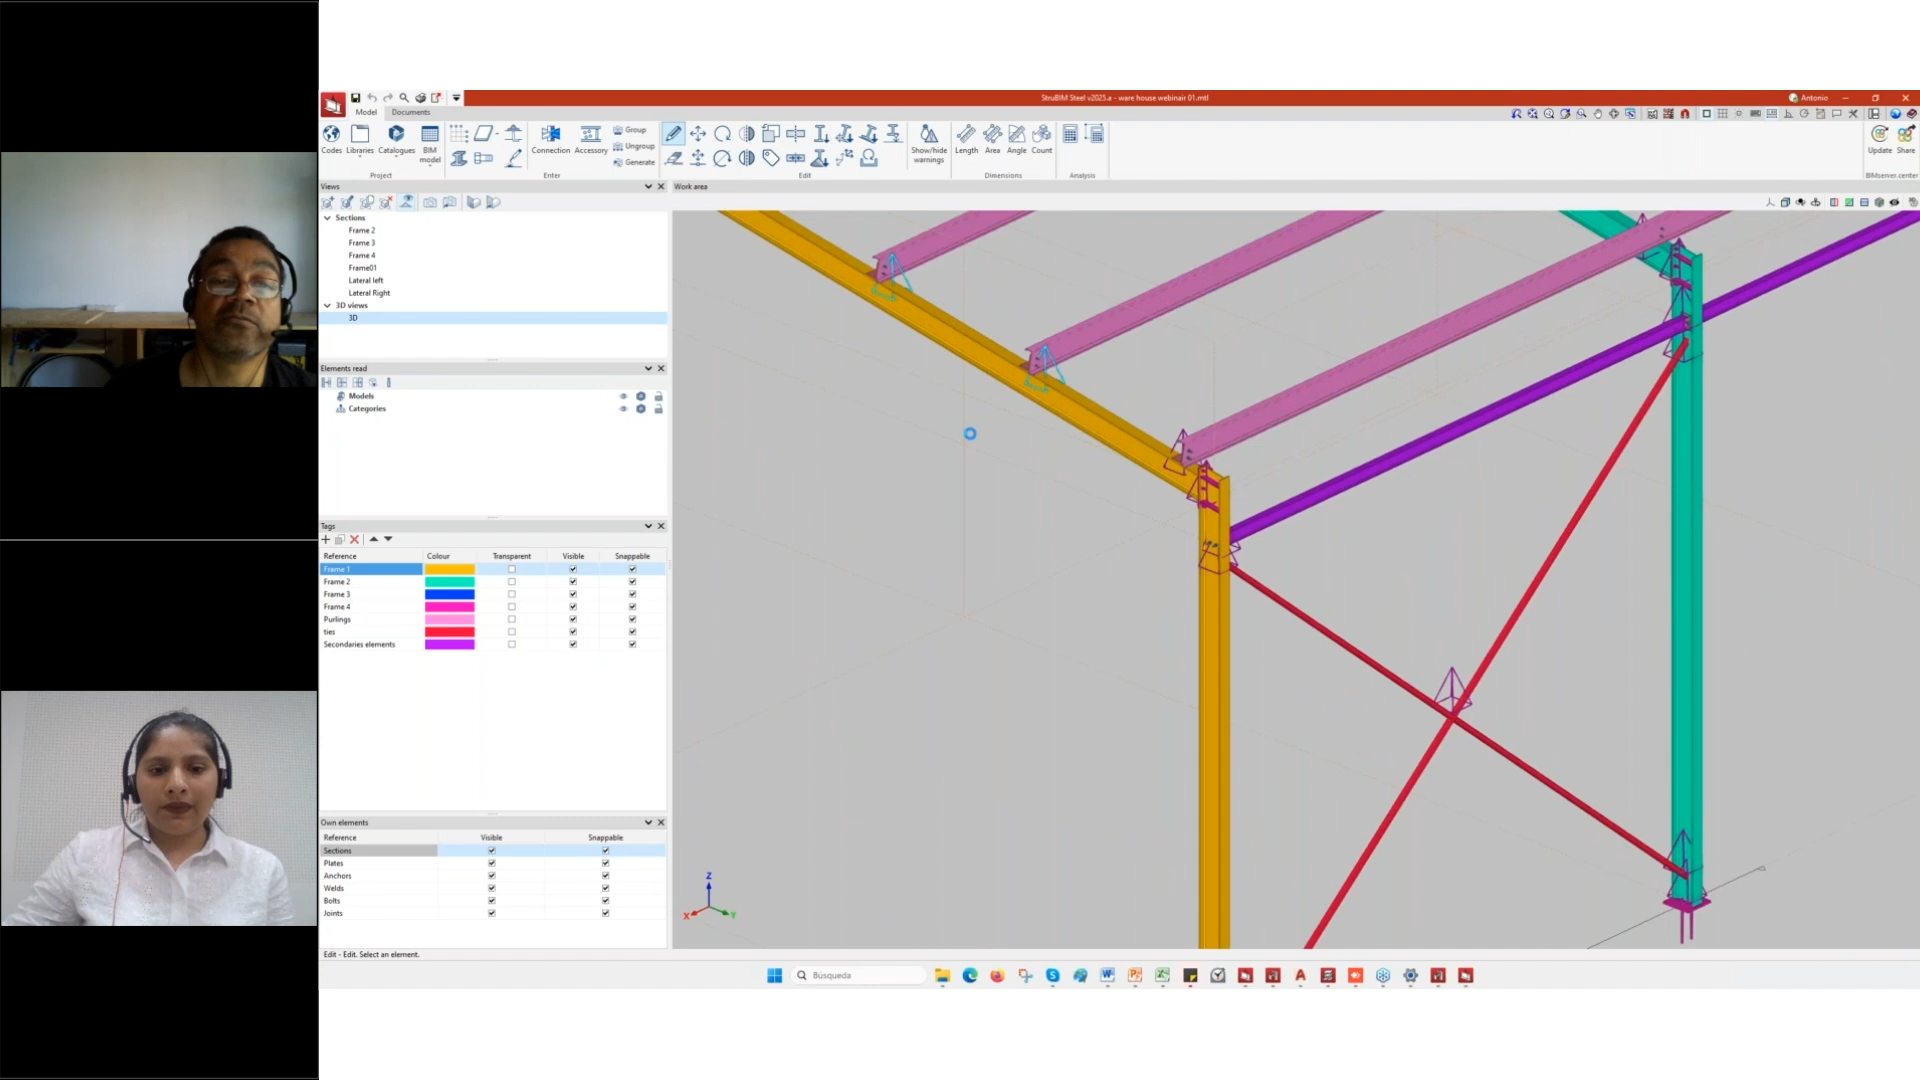 StruBIM Steel v2025.a - ware house webinair 01.mtl
Antonio
Model Documents
Codes Libraries Catalogues BIM model
Connection Accessory
Group
Ungroup
Generate
Show/hide warnings
Length Area Angle Count
Update Share
Project Enter Edit Dimensions Analysis BIMserver.center
Views
Work area
Sections
Frame 2
Frame 3
Frame 4
Frame01
Lateral left
Lateral Right
3D views
3D
Elements read
Models
Categories
Tags
Reference Colour Transparent Visible Snappable
Frame 1
Frame 2
Frame 3
Frame 4
Purlings
ties
Secondaries elements
Own elements
Reference Visible Snappable
Sections
Plates
Anchors
Welds
Bolts
Joints
Z
X Y
Edit - Edit. Select an element.
Búsqueda